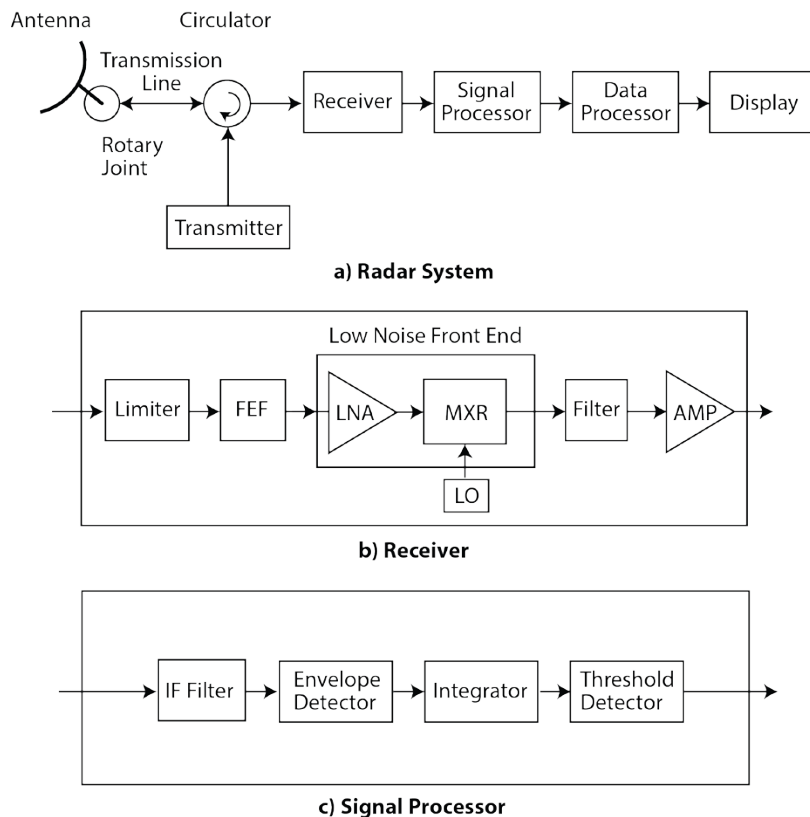 Antenna
Circulator
Transmission
Line
Rotary
Joint
Transmitter
Receiver
Signal
Processor
Data
Processor
Display
a) Radar System
Low Noise Front End
Limiter
FEF
LNA
MXR
LO
Filter
AMP
b) Receiver
IF Filter
Envelope
Detector
Integrator
Threshold
Detector
c) Signal Processor